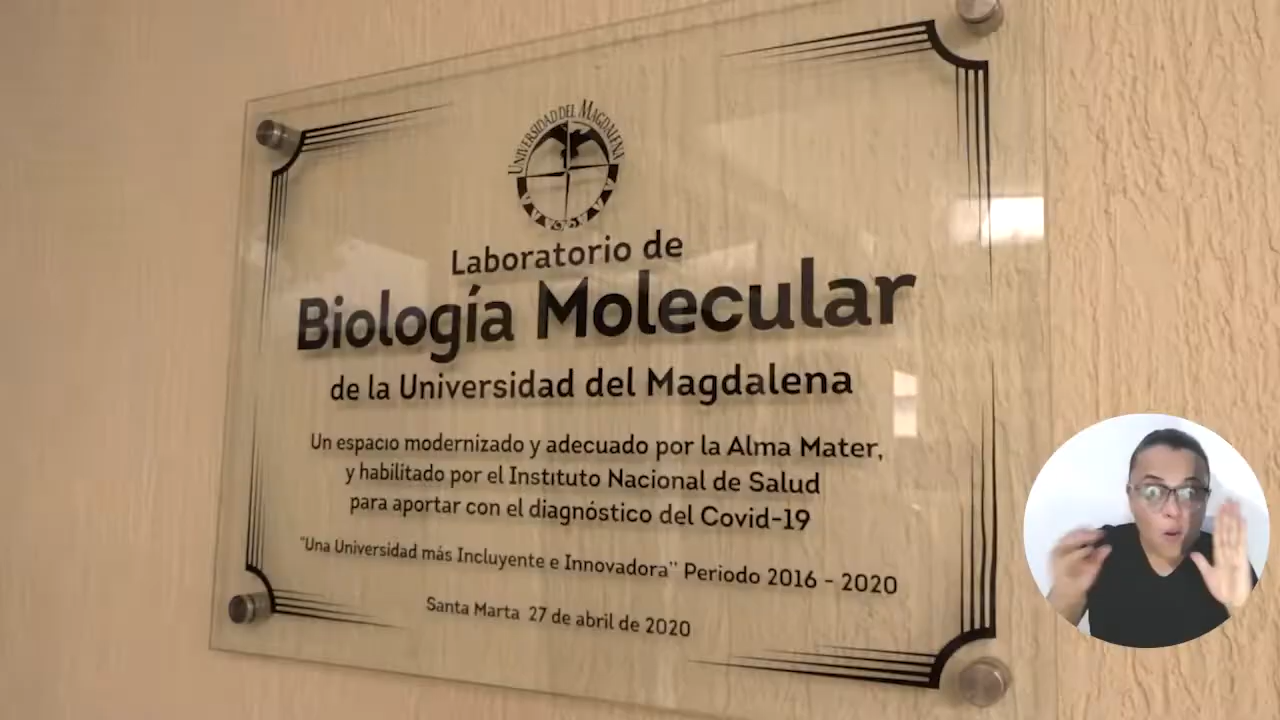 UNIVERSIDAD DEL MAGDALENA
Laboratorio de
Biología Molecular
de la Universidad del Magdalena
Un espacio modernizado y adecuado por la Alma Mater,
y habilitado por el Instituto Nacional de Salud
para aportar con el diagnóstico del Covid-19
"Una Universidad más Incluyente e Innovadora" Periodo 2016 - 2020
Santa Marta 27 de abril de 2020